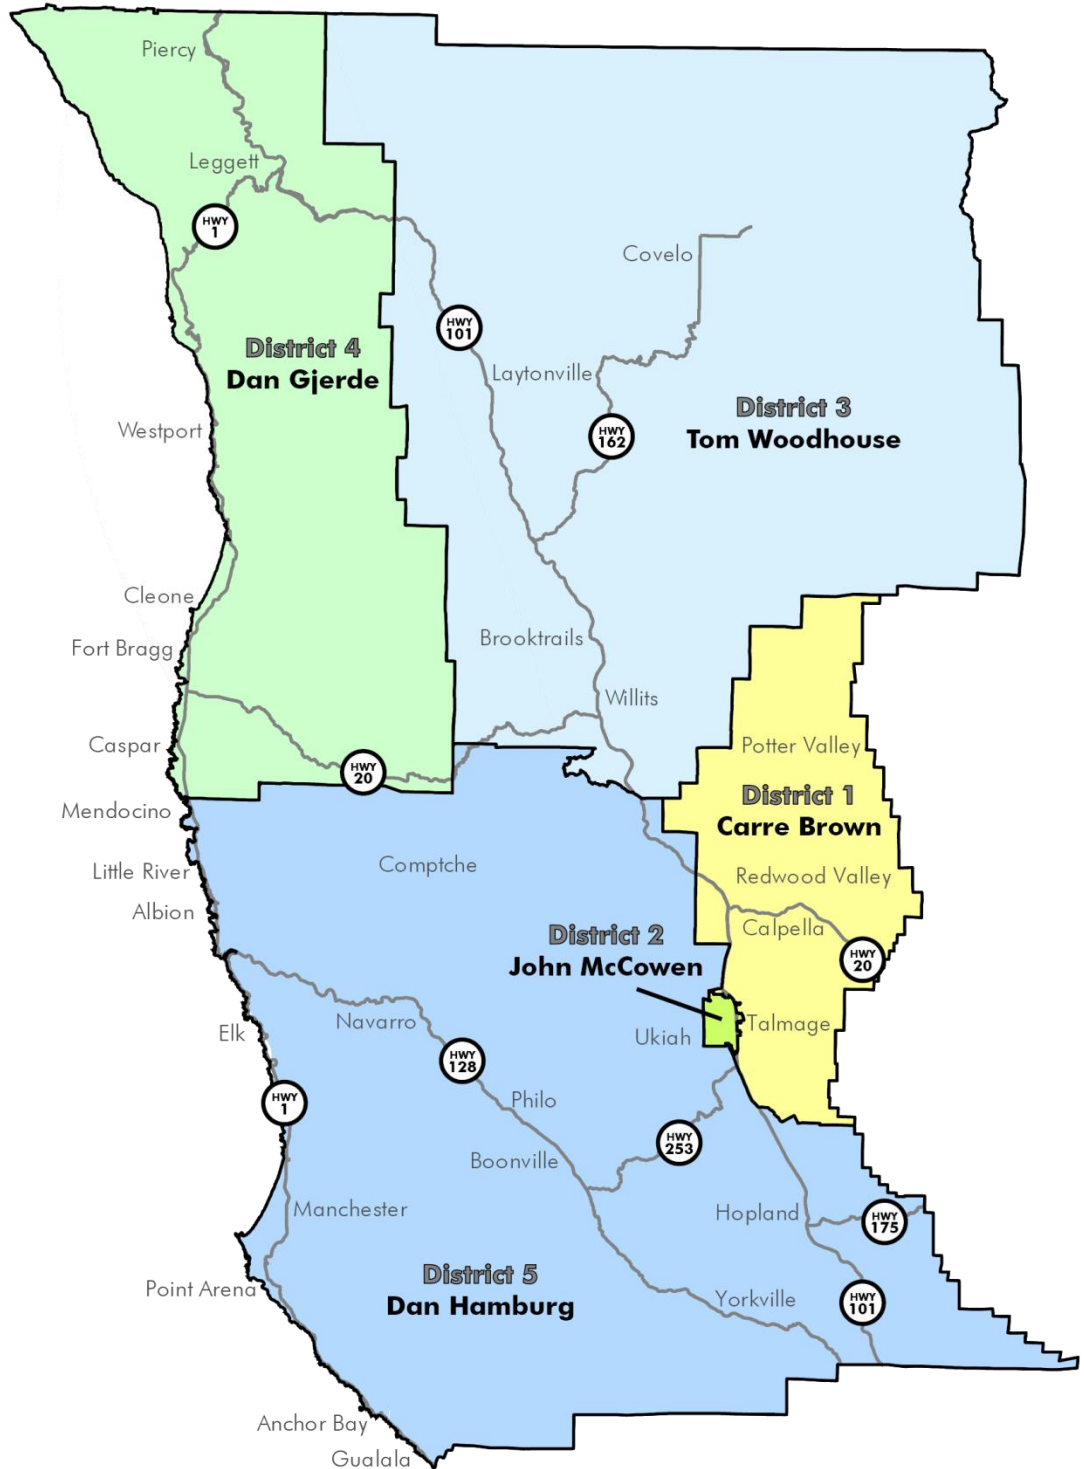 Piercy
Leggett
HWY
1
Covelo
HWY
101
District 4
Dan Gjerde
Laytonville
District 3
Tom Woodhouse
Westport
HWY
162
Cleone
Fort Bragg
Brooktrails
Willits
Caspar
Potter Valley
HWY
20
District 1
Carre Brown
Mendocino
Little River
Comptche
Redwood Valley
Albion
Calpella
District 2
John McCowen
HWY
20
Elk
Navarro
Ukiah
Talmage
HWY
128
HWY
1
Philo
HWY
253
Boonville
Manchester
Hopland
HWY
175
Point Arena
District 5
Dan Hamburg
Yorkville
HWY
101
Anchor Bay
Gualala